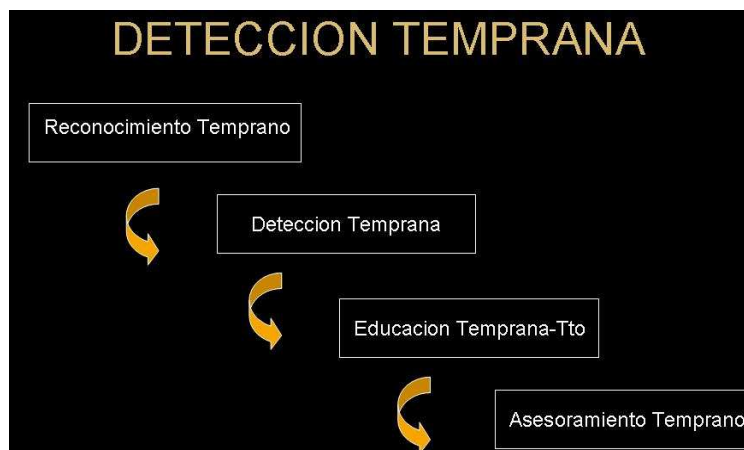 DETECCION TEMPRANA
Reconocimiento Temprano
Deteccion Temprana
Educacion Temprana-Tto
Asesoramiento Temprano